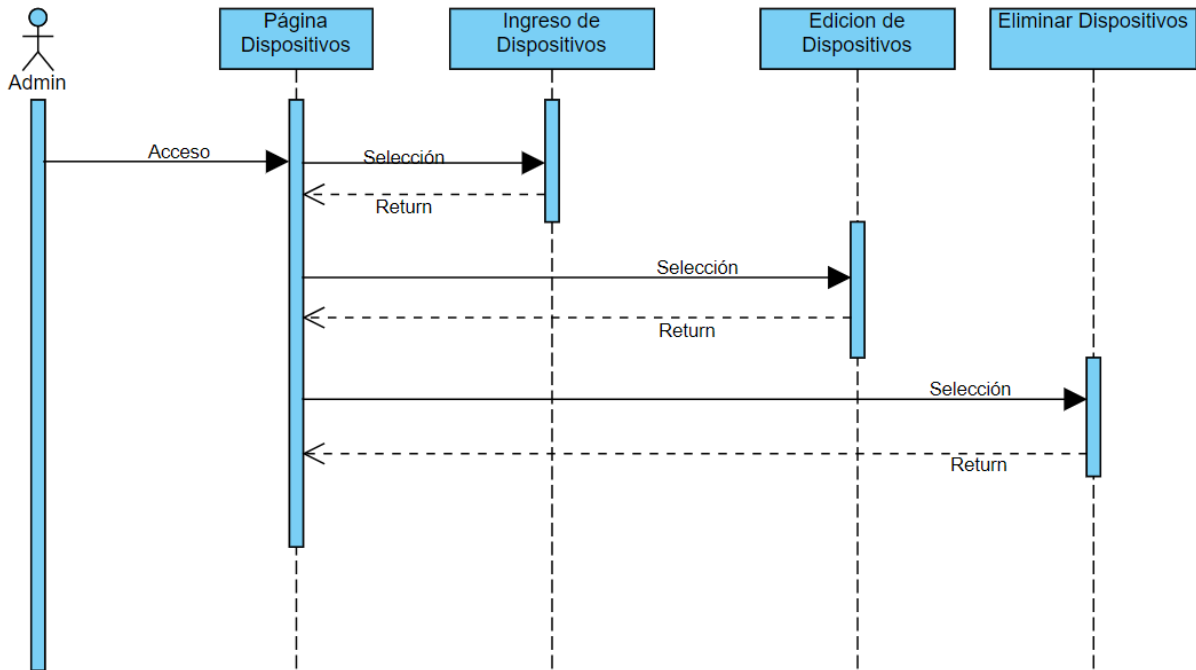 Página
Dispositivos
Ingreso de
Dispositivos
Edicion de
Dispositivos
Eliminar Dispositivos
Admin
Acceso
Selección
Return
Selección
Return
Selección
Return